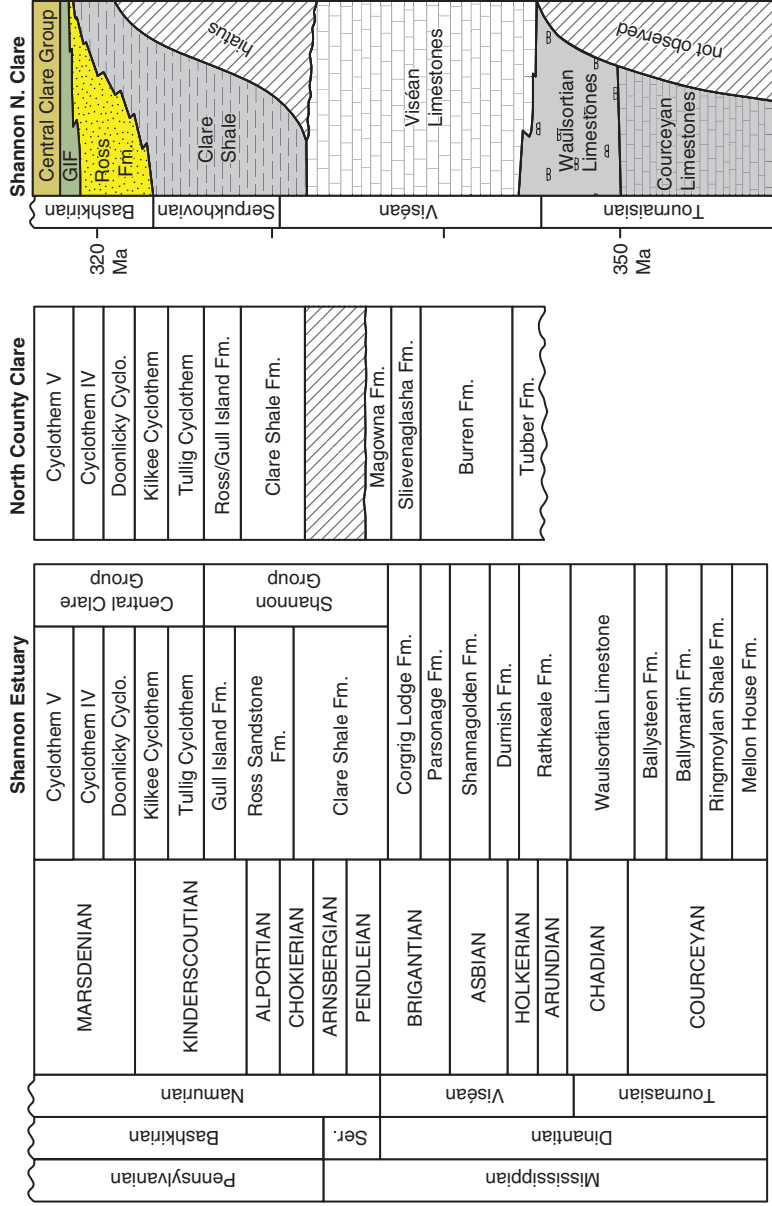 Shannon Estuary
North County Clare
Shannon N. Clare
Pennsylvanian
Mississippian
Bashkirian
Ser.
Dinantian
Namurian
Viséan
Tournasian
MARSDENIAN
KINDERSCOUTIAN
ALPORTIAN
CHOKIERIAN
ARNSBERGIAN
PENDLEIAN
BRIGANTIAN
ASBIAN
HOLKERIAN
ARUNDIAN
CHADIAN
COURCEYAN
Cyclothem V
Cyclothem IV
Doonlicky Cyclo.
Kilkee Cyclothem
Tullig Cyclothem
Gull Island Fm.
Ross Sandstone
Fm.
Clare Shale Fm.
Corgrig Lodge Fm.
Parsonage Fm.
Shannagolden Fm.
Durnish Fm.
Rathkeale Fm.
Waulsortian Limestone
Ballysteen Fm.
Ballymartin Fm.
Ringmoylan Shale Fm.
Mellon House Fm.
Central Clare
Group
Shannon
Group
Cyclothem V
Cyclothem IV
Doonlicky Cyclo.
Kilkee Cyclothem
Tullig Cyclothem
Ross/Gull Island Fm.
Clare Shale Fm.
Magowna Fm.
Slievenaglasha Fm.
Burren Fm.
Tubber Fm.
320
Ma
350
Ma
Bashkirian
Serpukhovian
Viséan
Tournaisian
Central Clare Group
GIF
Ross
Fm.
Clare
Shale
hiatus
Viséan
Limestones
Waulsortian
Limestones
Courceyan
Limestones
not observed